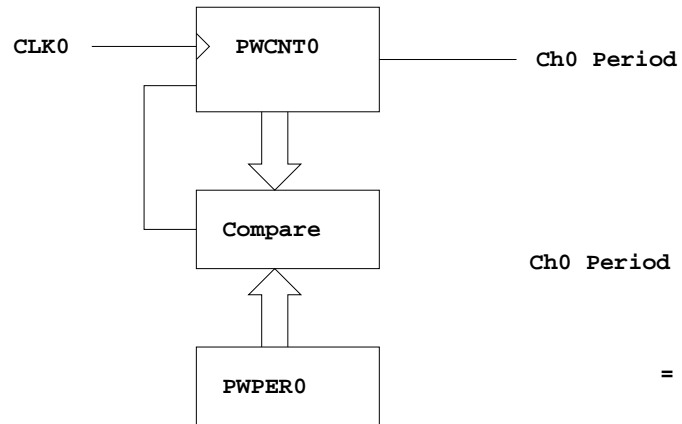 CLK0
PWCNT0
Ch0 Period
Compare
Ch0 Period
PWPER0
=